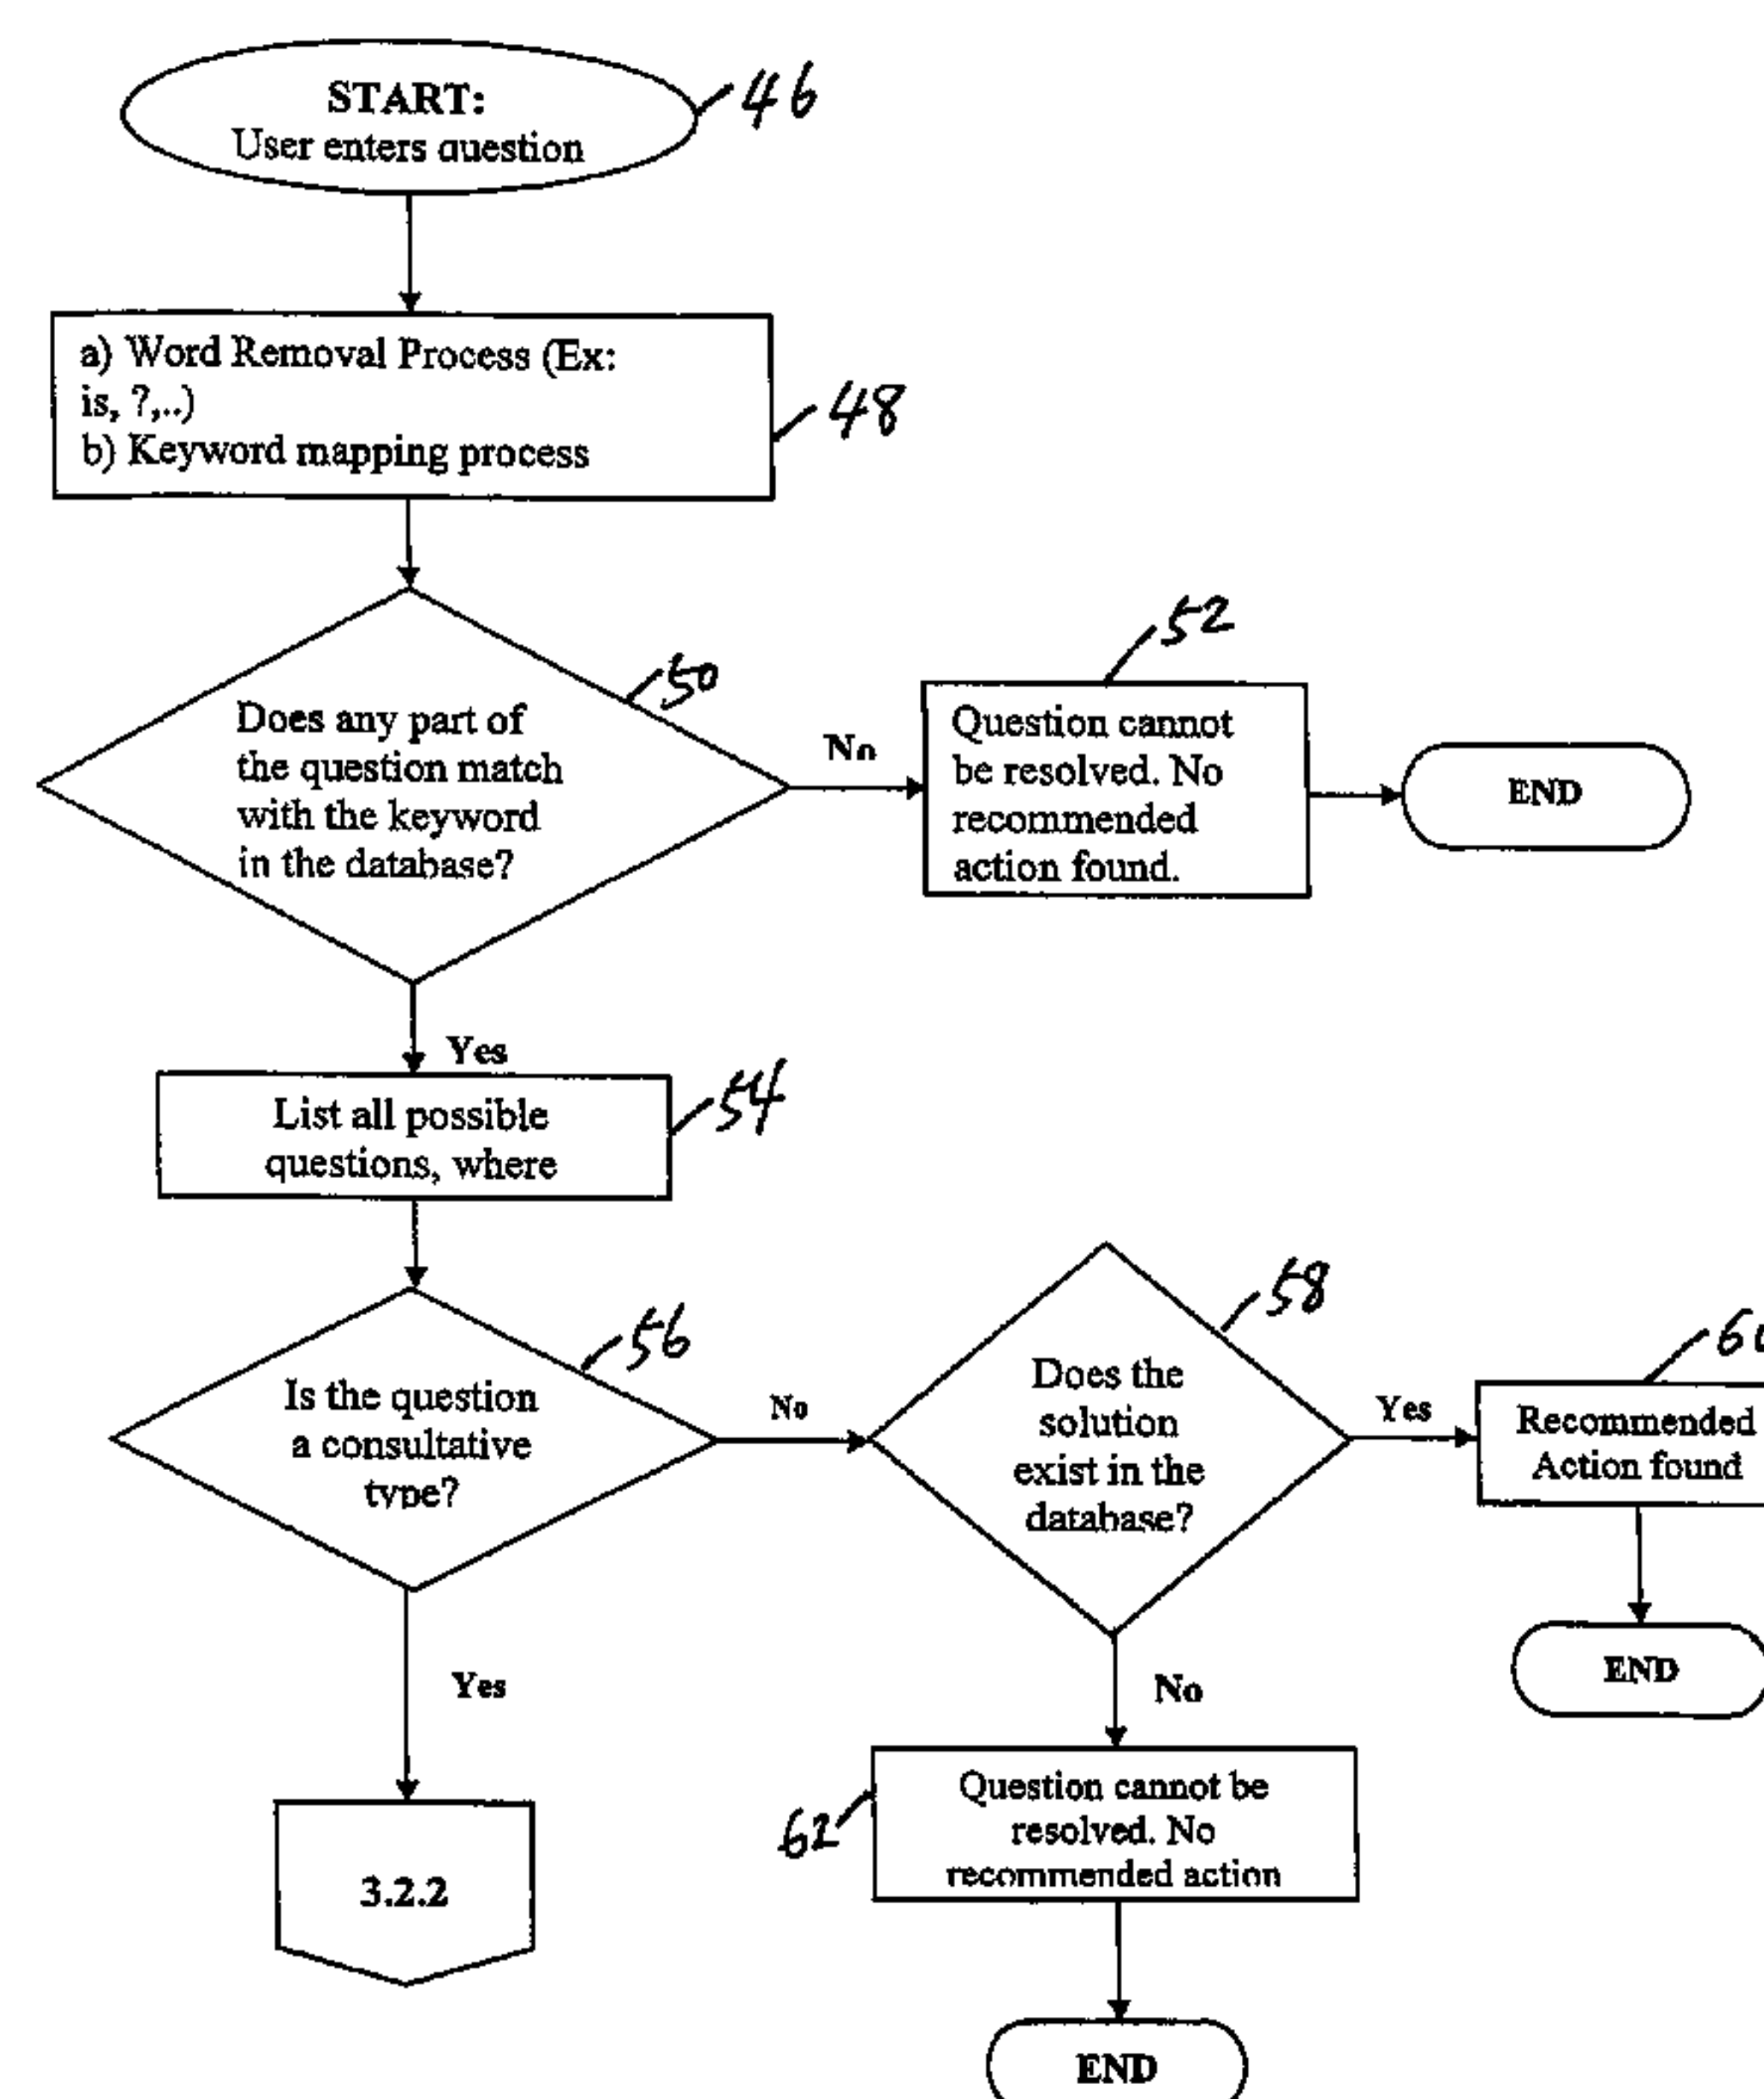 START:
User enters question
46
a) Word Removal Process (Ex:
is, ?,..)
b) Keyword mapping process
48
50
Does any part of
the question match
with the keyword
in the database?
No
52
Question cannot
be resolved. No
recommended
action found.
END
Yes
List all possible
questions, where
54
56
Is the question
a consultative
type?
No
58
Does the
solution
exist in the
database?
Yes
Recommended
Action found
END
Yes
No
3.2.2
62
Question cannot be
resolved. No
recommended action
END